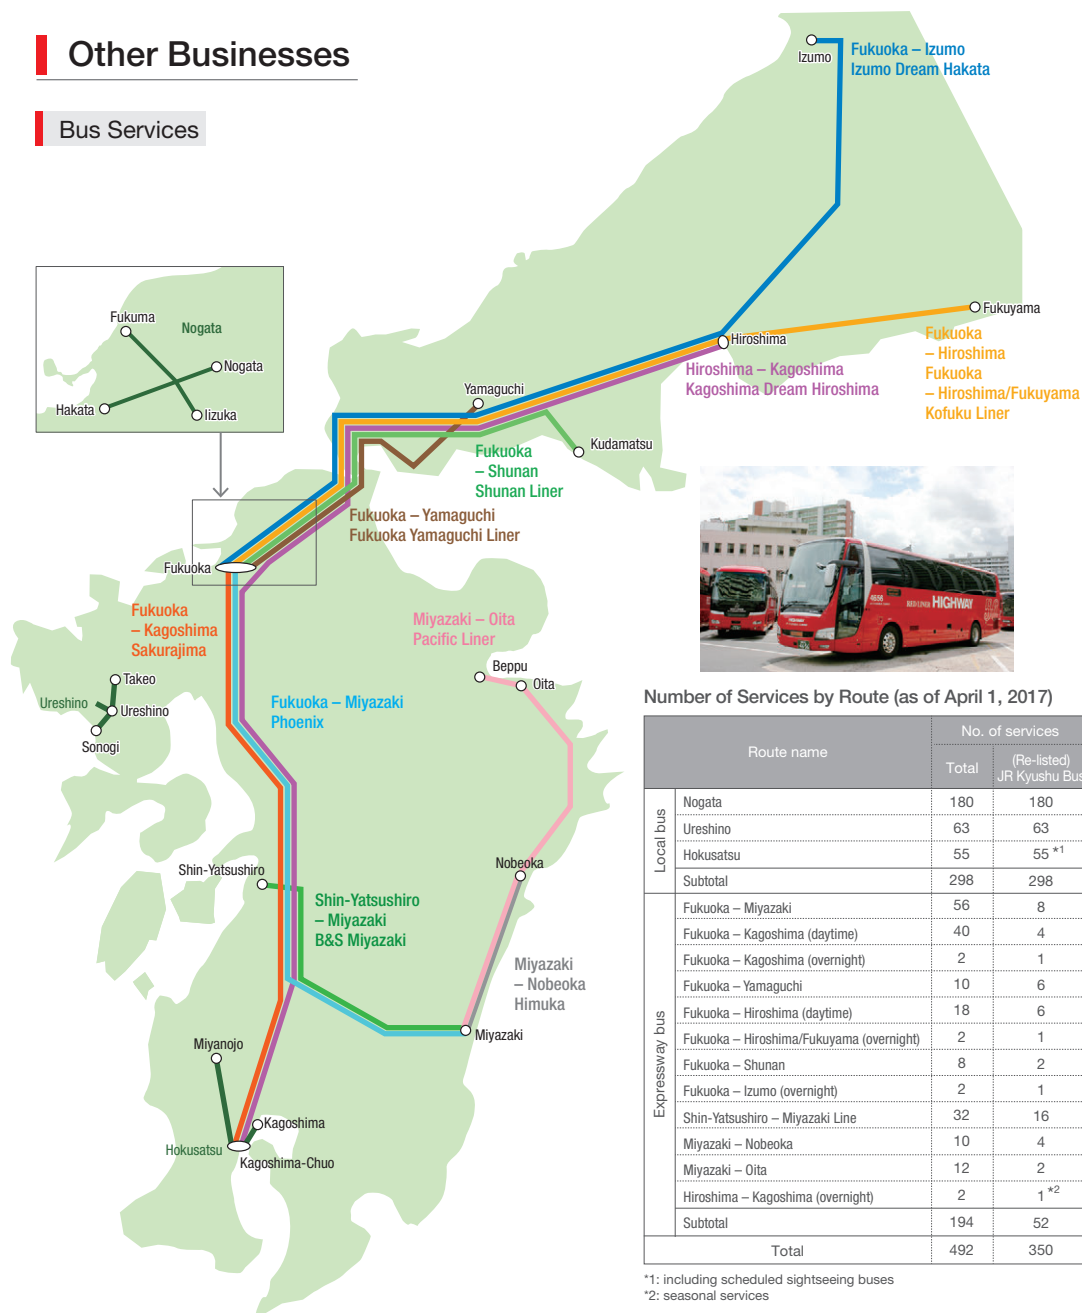 Other Businesses
Bus Services
Izumo
Fukuoka – Izumo
Izumo Dream Hakata
Fukuma
Nogata
Nogata
Hakata
Iizuka
Fukuyama
Hiroshima
Fukuoka
– Hiroshima
Fukuoka
– Hiroshima/Fukuyama
Kofuku Liner
Hiroshima – Kagoshima
Kagoshima Dream Hiroshima
Yamaguchi
Kudamatsu
Fukuoka
– Shunan
Shunan Liner
Fukuoka – Yamaguchi
Fukuoka Yamaguchi Liner
Fukuoka
Fukuoka
– Kagoshima
Sakurajima
Miyazaki – Oita
Pacific Liner
Beppu
Oita
Takeo
Ureshino
Ureshino
Sonogi
Fukuoka – Miyazaki
Phoenix
Shin-Yatsushiro
Nobeoka
Shin-Yatsushiro
– Miyazaki
B&S Miyazaki
Miyazaki
– Nobeoka
Himuka
Miyazaki
Miyanojo
Kagoshima
Hokusatsu
Kagoshima-Chuo
RED LINER HIGHWAY
Number of Services by Route (as of April 1, 2017)
Route name
No. of services
Total
(Re-listed)
JR Kyushu Bus
Local bus
Nogata 180 180
Ureshino 63 63
Hokusatsu 55 55 *1
Subtotal 298 298
Expressway bus
Fukuoka – Miyazaki 56 8
Fukuoka – Kagoshima (daytime) 40 4
Fukuoka – Kagoshima (overnight) 2 1
Fukuoka – Yamaguchi 10 6
Fukuoka – Hiroshima (daytime) 18 6
Fukuoka – Hiroshima/Fukuyama (overnight) 2 1
Fukuoka – Shunan 8 2
Fukuoka – Izumo (overnight) 2 1
Shin-Yatsushiro – Miyazaki Line 32 16
Miyazaki – Nobeoka 10 4
Miyazaki – Oita 12 2
Hiroshima – Kagoshima (overnight) 2 1 *2
Subtotal 194 52
Total 492 350
*1: including scheduled sightseeing buses
*2: seasonal services